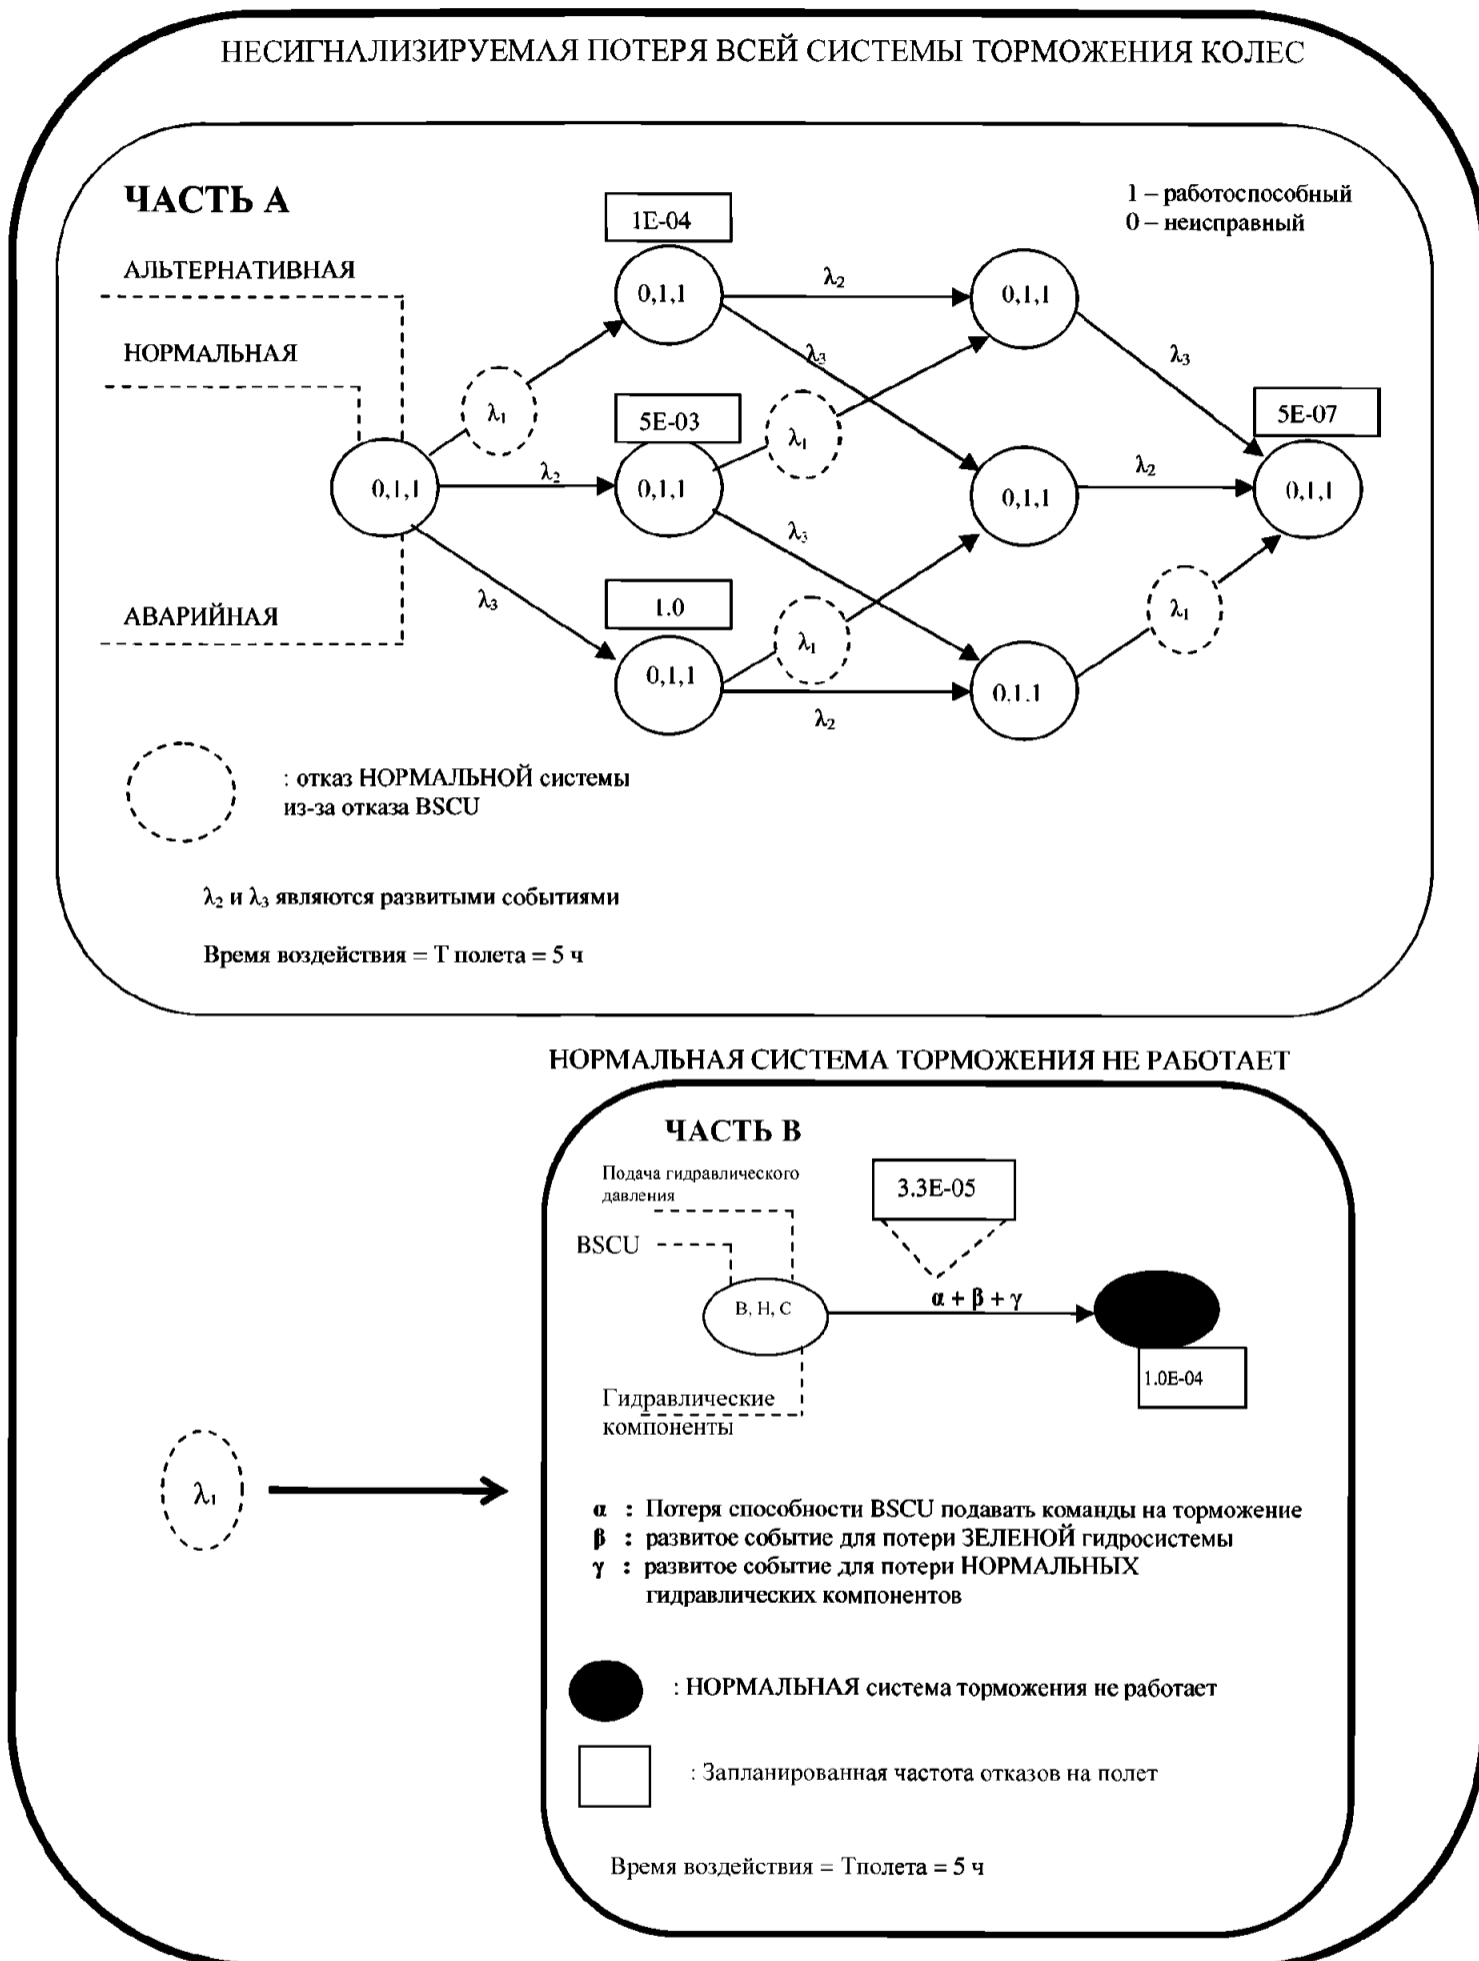 НЕСИГНАЛИЗИРУЕМАЯ ПОТЕРЯ ВСЕЙ СИСТЕМЫ ТОРМОЖЕНИЯ КОЛЕС
ЧАСТЬ А
1 – работоспособный
0 – неисправный
1E-04
АЛЬТЕРНАТИВНАЯ
0,1,1
λ₂
0,1,1
НОРМАЛЬНАЯ
λ₃
λ₃
λ₁
5E-03
λ₁
5E-07
0,1,1
λ₂
0,1,1
0,1,1
λ₂
0,1,1
λ₃
λ₃
1.0
λ₁
λ₁
АВАРИЙНАЯ
0,1,1
0,1,1
λ₂
: отказ НОРМАЛЬНОЙ системы
из-за отказа BSCU
λ₂ и λ₃ являются развитыми событиями
Время воздействия = Т полета = 5 ч
НОРМАЛЬНАЯ СИСТЕМА ТОРМОЖЕНИЯ НЕ РАБОТАЕТ
ЧАСТЬ В
Подача гидравлического
давления
3.3E-05
BSCU
B, H, C
α + β + γ
1.0E-04
Гидравлические
компоненты
λ₁
α : Потеря способности BSCU подавать команды на торможение
β : развитое событие для потери ЗЕЛЕНОЙ гидросистемы
γ : развитое событие для потери НОРМАЛЬНЫХ
гидравлических компонентов
: НОРМАЛЬНАЯ система торможения не работает
: Запланированная частота отказов на полет
Время воздействия = Тполета = 5 ч